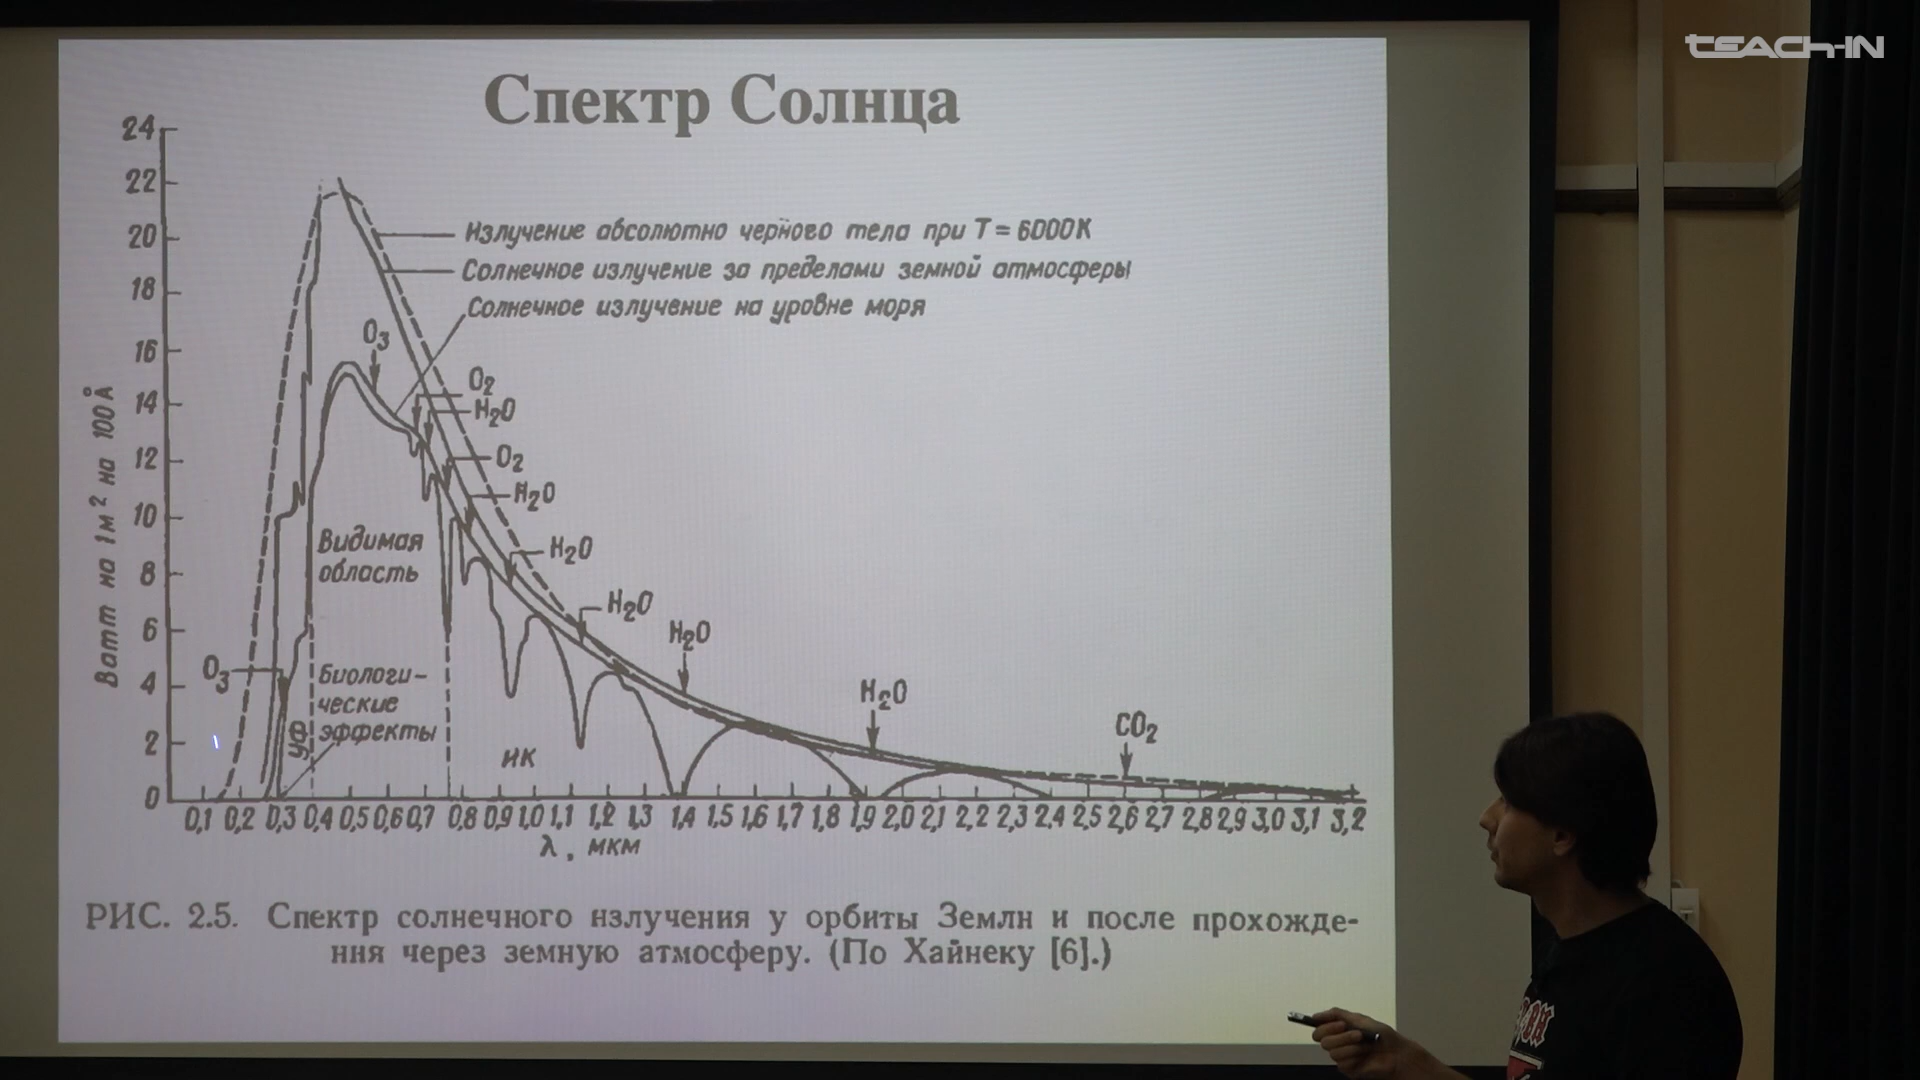 TEACH-IN
Спектр Солнца
24
22
20
18
16
14
12
10
8
6
4
2
0
Ватт на 1 м² на 100 Å
Излучение абсолютно черного тела при T = 6000K
Солнечное излучение за пределами земной атмосферы
Солнечное излучение на уровне моря
O₃
O₂
H₂O
O₂
H₂O
H₂O
H₂O
H₂O
H₂O
CO₂
Видимая
область
O₃
Биологи-
ческие
эффекты
УФ
ИК
0,1 0,2 0,3 0,4 0,5 0,6 0,7 0,8 0,9 1,0 1,1 1,2 1,3 1,4 1,5 1,6 1,7 1,8 1,9 2,0 2,1 2,2 2,3 2,4 2,5 2,6 2,7 2,8 2,9 3,0 3,1 3,2
λ, мкм
РИС. 2.5. Спектр солнечного излучения у орбиты Земли и после прохожде-
ния через земную атмосферу. (По Хайнеку [6].)